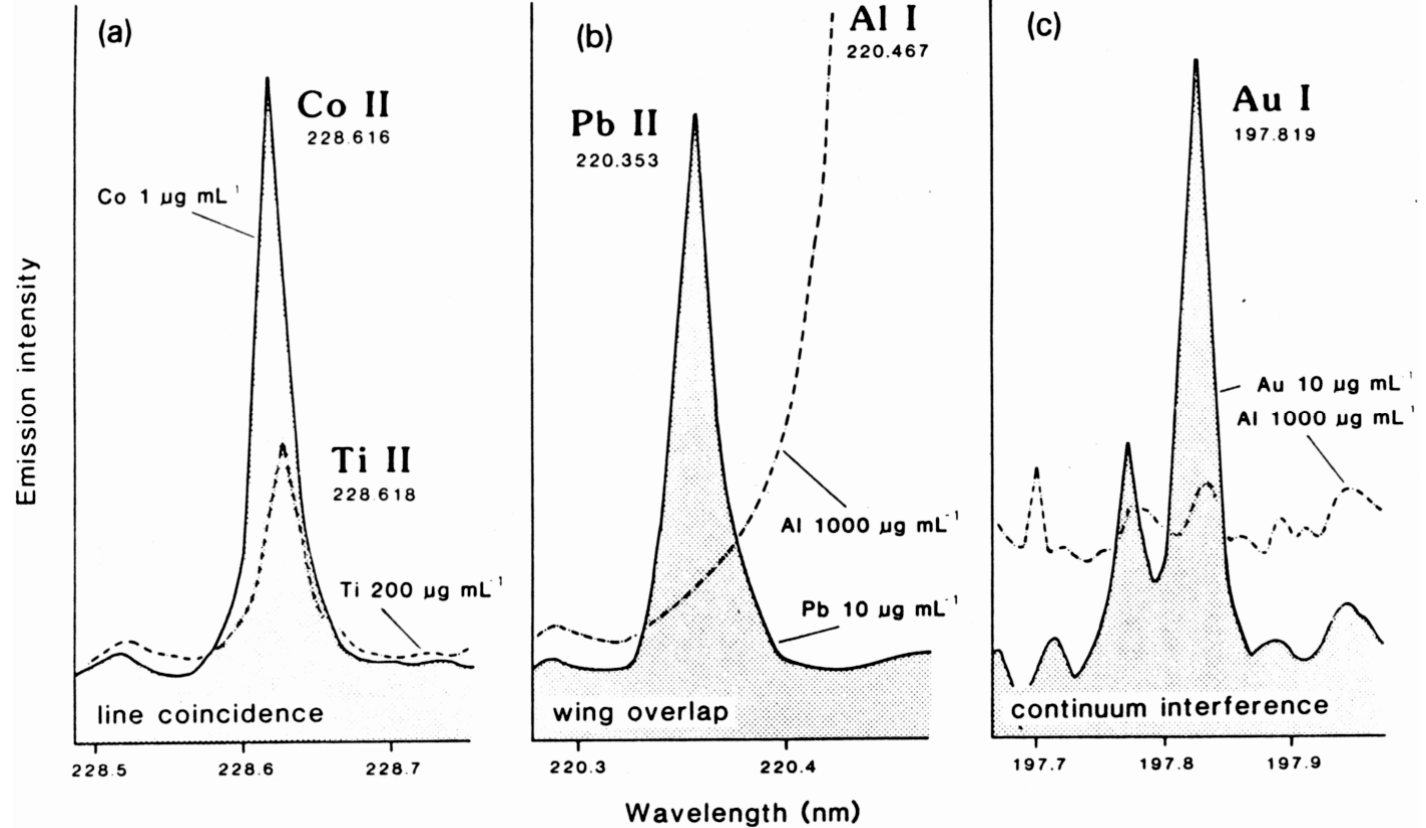 (a)
Co II
228.616
Co 1 µg mL⁻¹
Ti II
228.618
Ti 200 µg mL⁻¹
line coincidence
228.5 228.6 228.7
(b)
Al I
220.467
Pb II
220.353
Al 1000 µg mL⁻¹
Pb 10 µg mL⁻¹
wing overlap
220.3 220.4
(c)
Au I
197.819
Au 10 µg mL⁻¹
Al 1000 µg mL⁻¹
continuum interference
197.7 197.8 197.9
Emission intensity
Wavelength (nm)